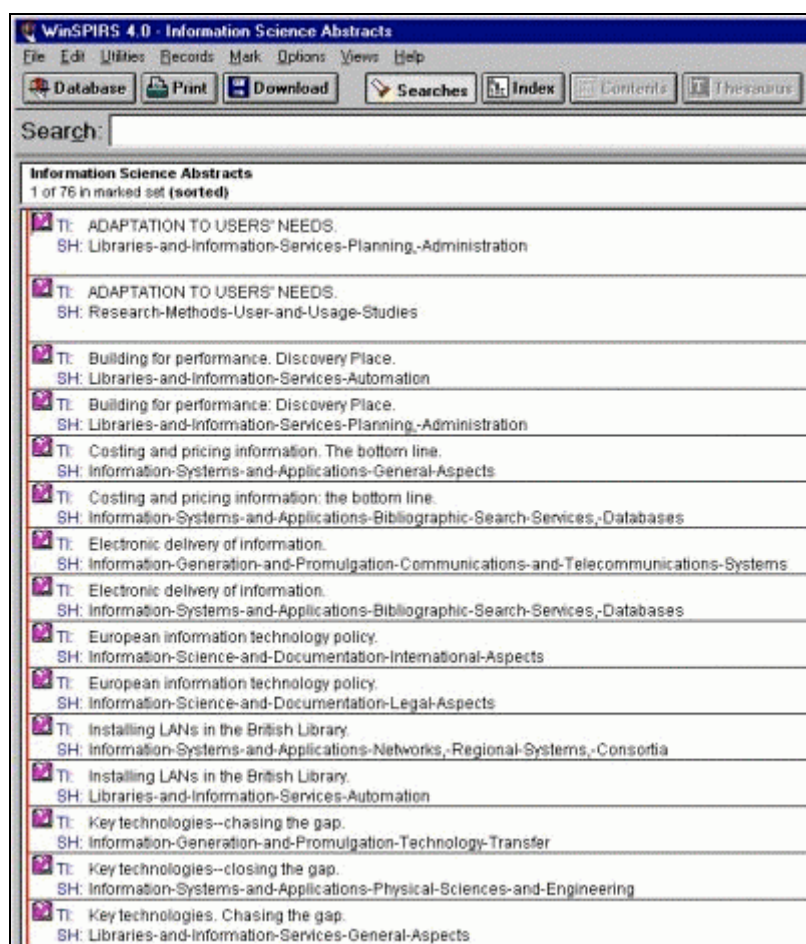 WinSPIRS 4.0 - Information Science Abstracts
File Edit Utilities Records Mark Options Views Help
Database Print Download Searches Index Contents Thesaurus
Search:
Information Science Abstracts
1 of 76 in marked set (sorted)
TI: ADAPTATION TO USERS' NEEDS.
SH: Libraries-and-Information-Services-Planning,-Administration
TI: ADAPTATION TO USERS' NEEDS.
SH: Research-Methods-User-and-Usage-Studies
TI: Building for performance. Discovery Place.
SH: Libraries-and-Information-Services-Automation
TI: Building for performance: Discovery Place.
SH: Libraries-and-Information-Services-Planning,-Administration
TI: Costing and pricing information. The bottom line.
SH: Information-Systems-and-Applications-General-Aspects
TI: Costing and pricing information: the bottom line.
SH: Information-Systems-and-Applications-Bibliographic-Search-Services,-Databases
TI: Electronic delivery of information.
SH: Information-Generation-and-Promulgation-Communications-and-Telecommunications-Systems
TI: Electronic delivery of information.
SH: Information-Systems-and-Applications-Bibliographic-Search-Services,-Databases
TI: European information technology policy.
SH: Information-Science-and-Documentation-International-Aspects
TI: European information technology policy.
SH: Information-Science-and-Documentation-Legal-Aspects
TI: Installing LANs in the British Library.
SH: Information-Systems-and-Applications-Networks,-Regional-Systems,-Consortia
TI: Installing LANs in the British Library.
SH: Libraries-and-Information-Services-Automation
TI: Key technologies--chasing the gap.
SH: Information-Generation-and-Promulgation-Technology-Transfer
TI: Key technologies--closing the gap.
SH: Information-Systems-and-Applications-Physical-Sciences-and-Engineering
TI: Key technologies. Chasing the gap.
SH: Libraries-and-Information-Services-General-Aspects